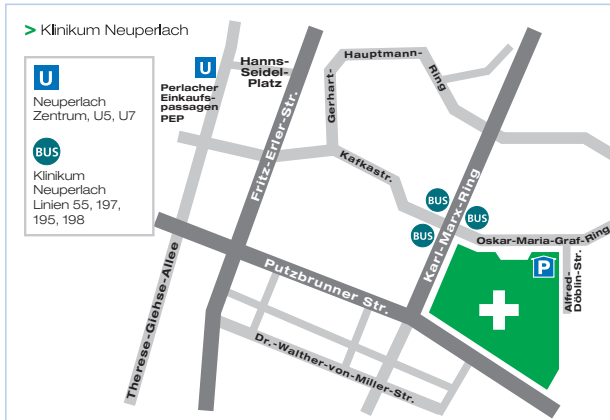 > Klinikum Neuperlach
U
Neuperlach
Zentrum, U5, U7
BUS
Klinikum
Neuperlach
Linien 55, 197,
195, 198
U
Hanns-
Seidel-
Platz
Perlacher
Einkaufs-
passagen
PEP
Hauptmann-
Ring
Gerhart-
Fritz-Erler-Str.
Kafkastr.
Karl-Marx-Ring
BUS
BUS
BUS
Oskar-Maria-Graf-Ring
P
Alfred-
Döblin-Str.
Putzbrunner Str.
Therese-Giehse-Allee
Dr.-Walther-von-Miller-Str.